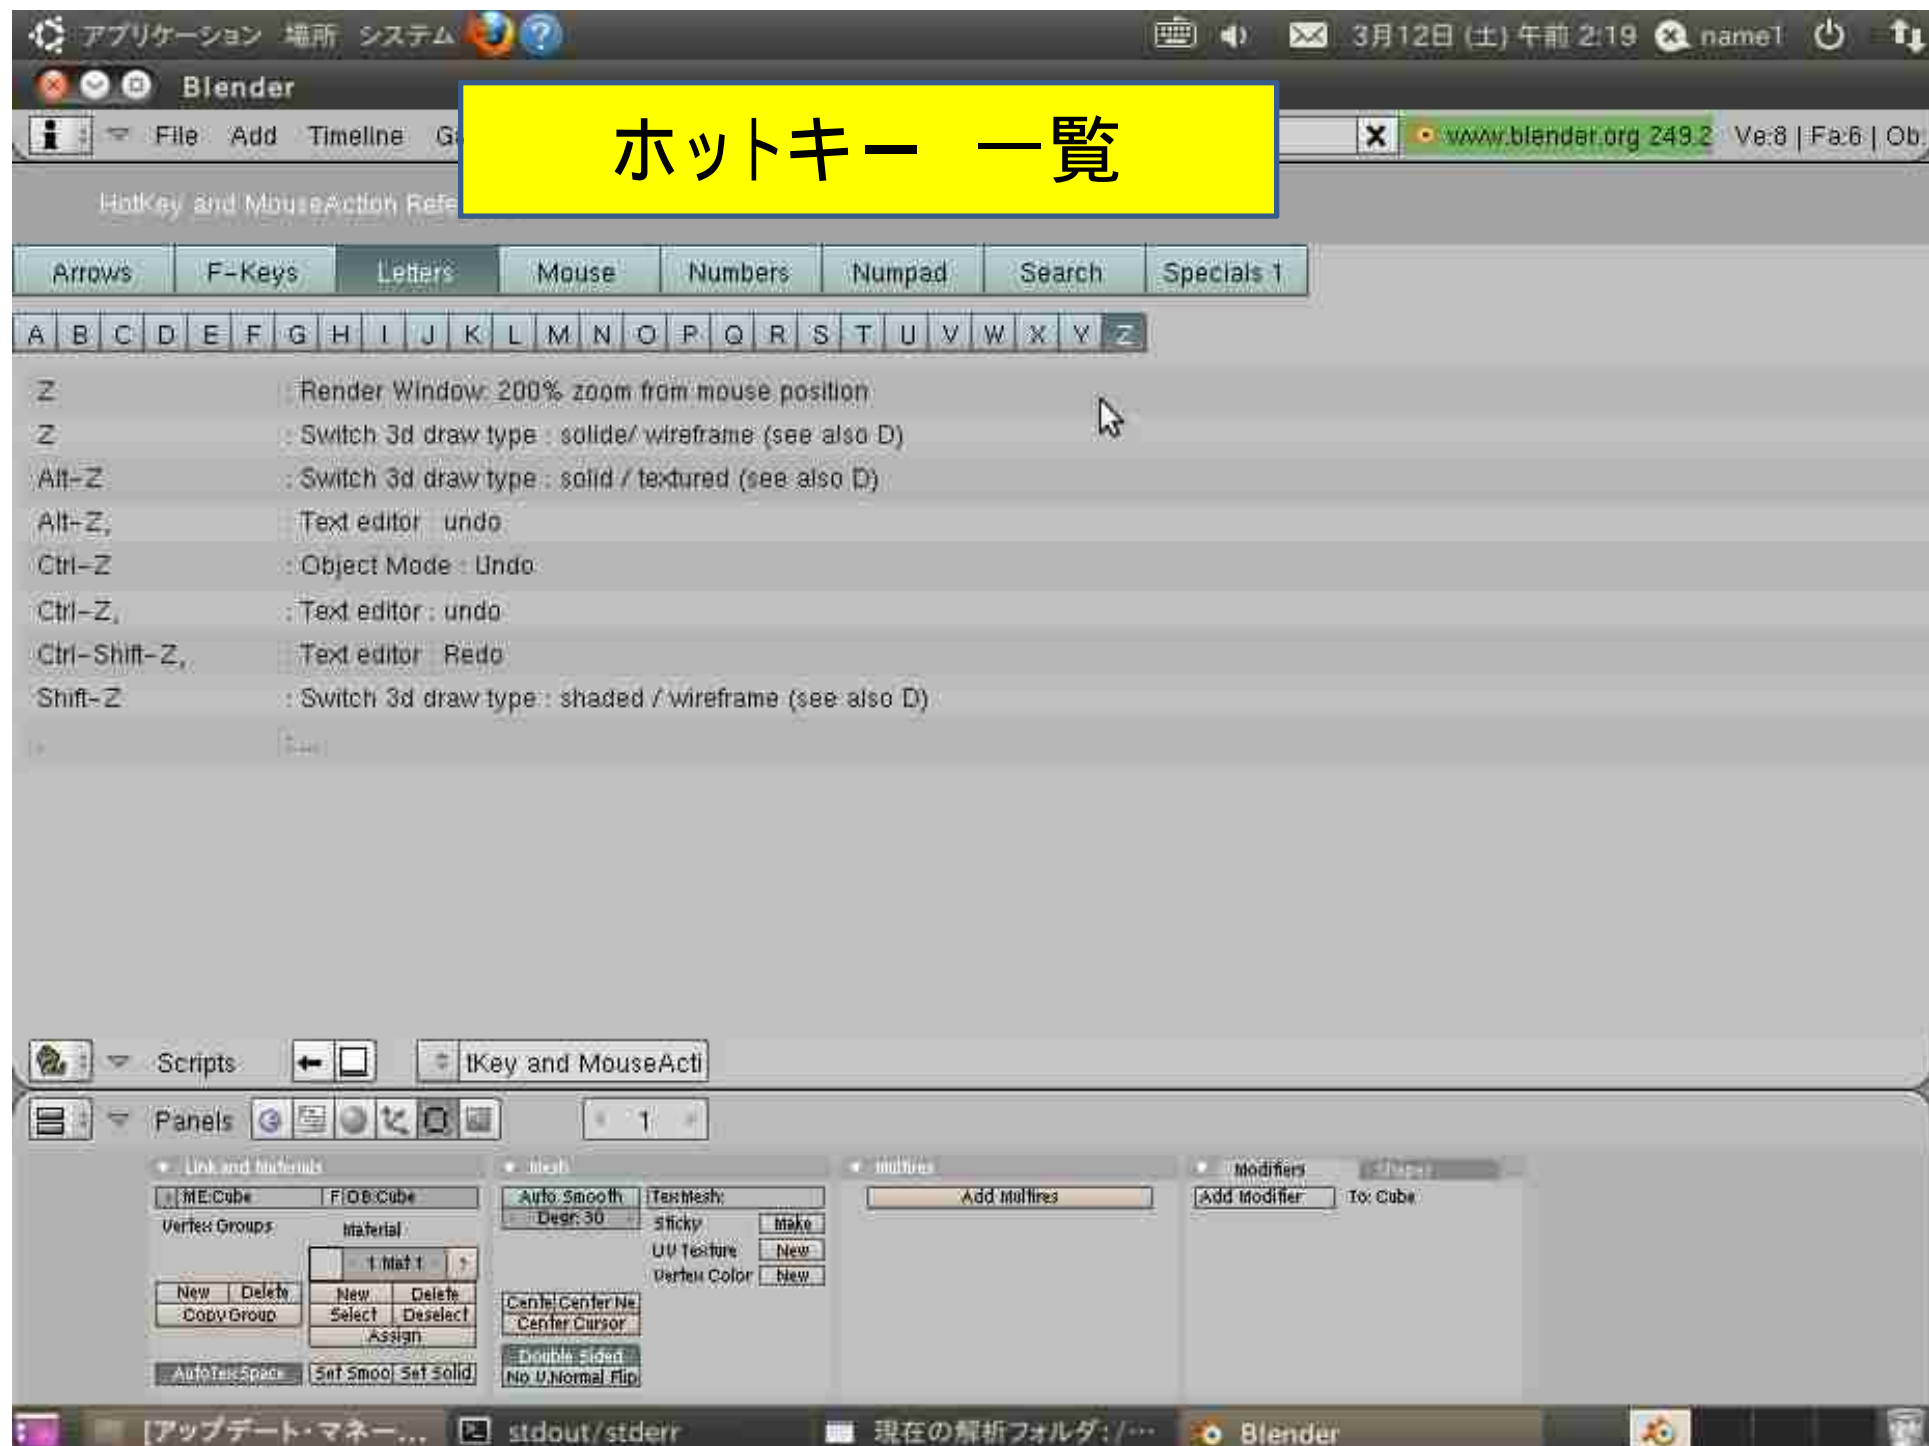 アプリケーション 場所 システム 3月12日 (土) 午前 2:19 name1
Blender
File Add Timeline Ga www.blender.org 249.2 Ve:8 | Fa:6 | Ob:
ホットキー 一覧
HotKey and MouseAction Refe
Arrows F-Keys Letters Mouse Numbers Numpad Search Specials 1
A B C D E F G H I J K L M N O P Q R S T U V W X Y Z
Z : Render Window: 200% zoom from mouse position
Z : Switch 3d draw type : solide/ wireframe (see also D)
Alt-Z : Switch 3d draw type : solid / textured (see also D)
Alt-Z, : Text editor : undo
Ctrl-Z : Object Mode : Undo
Ctrl-Z, : Text editor : undo
Ctrl-Shift-Z, : Text editor : Redo
Shift-Z : Switch 3d draw type : shaded / wireframe (see also D)
. : ...
Scripts tKey and MouseActi
Panels 1
Link and Materials Mesh Multires Modifiers Shapes
ME:Cube F OB:Cube Auto Smooth TexMesh: Add Multires Add Modifier To: Cube
Degr: 30
Vertex Groups Material Sticky Make
UV Texture New
1 Mat 1 ? Vertex Color New
New Delete New Delete
Copy Group Select Deselect Cente Center Ne
Assign Center Cursor
Double Sided
AutoTexSpace Set Smoo Set Solid No V.Normal Flip
[アップデート・マネー... stdout/stderr 現在の解析フォルダ:/… Blender